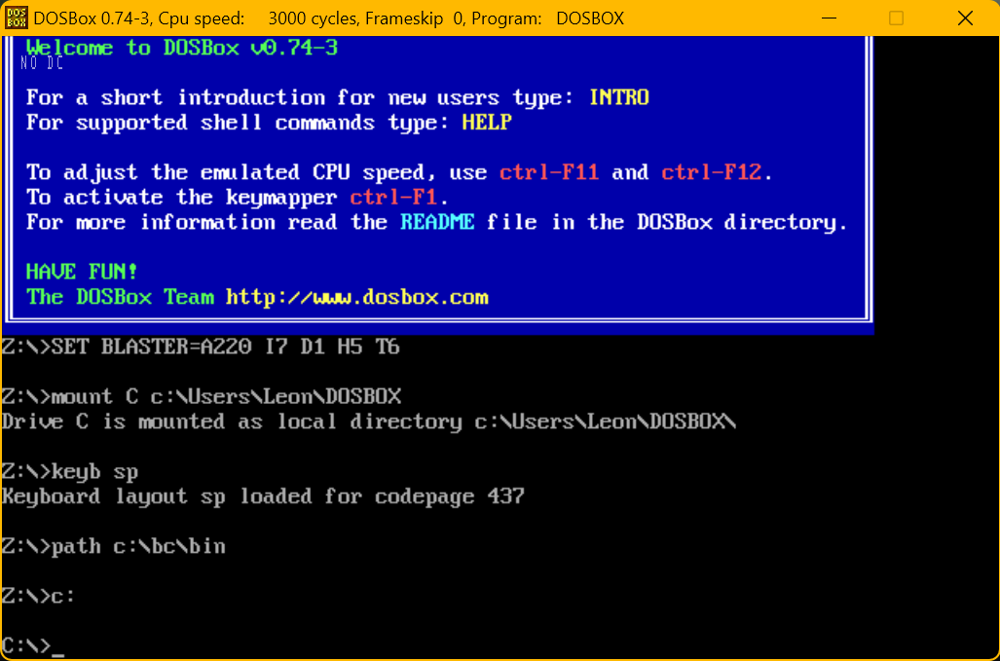 DOS
BOX
DOSBox 0.74-3, Cpu speed:    3000 cycles, Frameskip  0, Program:   DOSBOX
Welcome to DOSBox v0.74-3
NO DC
For a short introduction for new users type: INTRO
For supported shell commands type: HELP
To adjust the emulated CPU speed, use ctrl-F11 and ctrl-F12.
To activate the keymapper ctrl-F1.
For more information read the README file in the DOSBox directory.
HAVE FUN!
The DOSBox Team http://www.dosbox.com
Z:\>SET BLASTER=A220 I7 D1 H5 T6
Z:\>mount C c:\Users\Leon\DOSBOX
Drive C is mounted as local directory c:\Users\Leon\DOSBOX\
Z:\>keyb sp
Keyboard layout sp loaded for codepage 437
Z:\>path c:\bc\bin
Z:\>c:
C:\>_